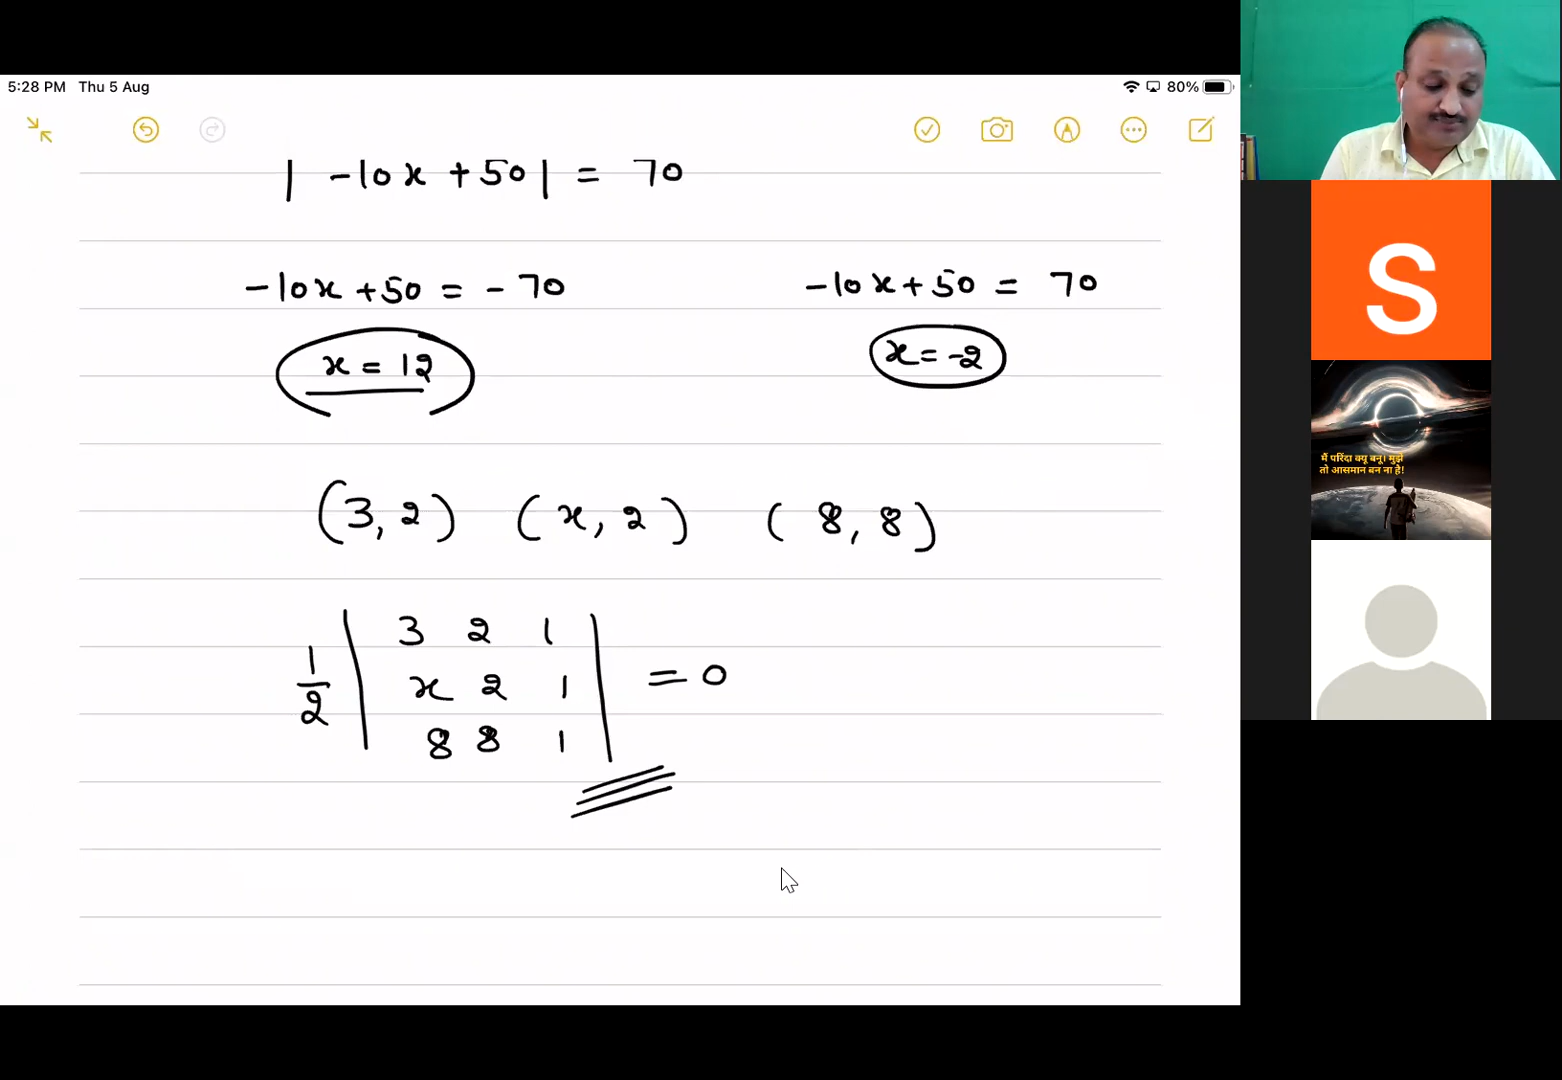 5:28 PM Thu 5 Aug 80%
| -10x + 50 | = 70
-10x + 50 = - 70 -10x + 50 = 70
x = 12 x = -2
(3, 2) (x, 2) (8, 8)
3 2 1
1/2 | x 2 1 | = 0
8 8 1
S
मैं परिंदा क्यू बनू। मुझे
तो आसमान बन ना है!